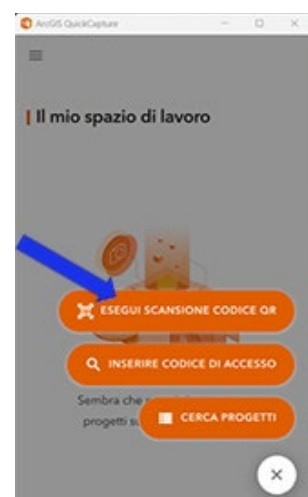 ArcGIS QuickCapture
Il mio spazio di lavoro
ESEGUI SCANSIONE CODICE QR
INSERIRE CODICE DI ACCESSO
Sembra che
progetti su
CERCA PROGETTI